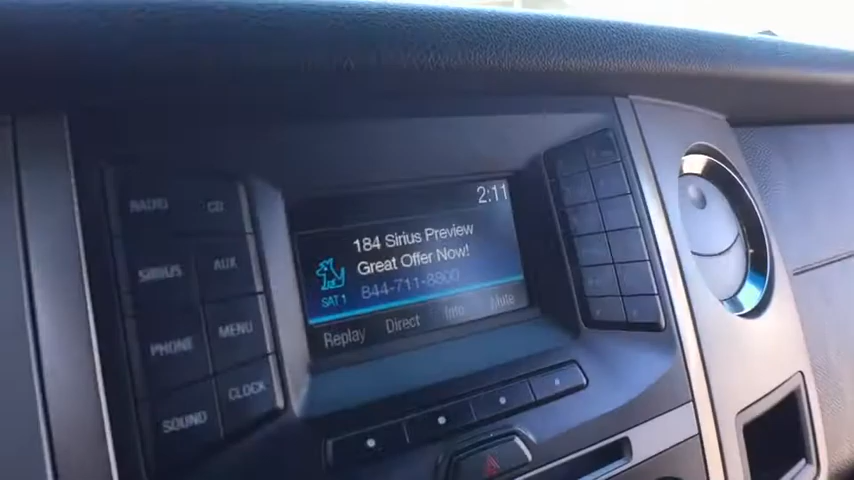 2:11
184 Sirius Preview
Great Offer Now!
844-711-8800
SAT 1
Replay Direct Info Mute
RADIO CD
SIRIUS AUX
PHONE MENU
SOUND CLOCK